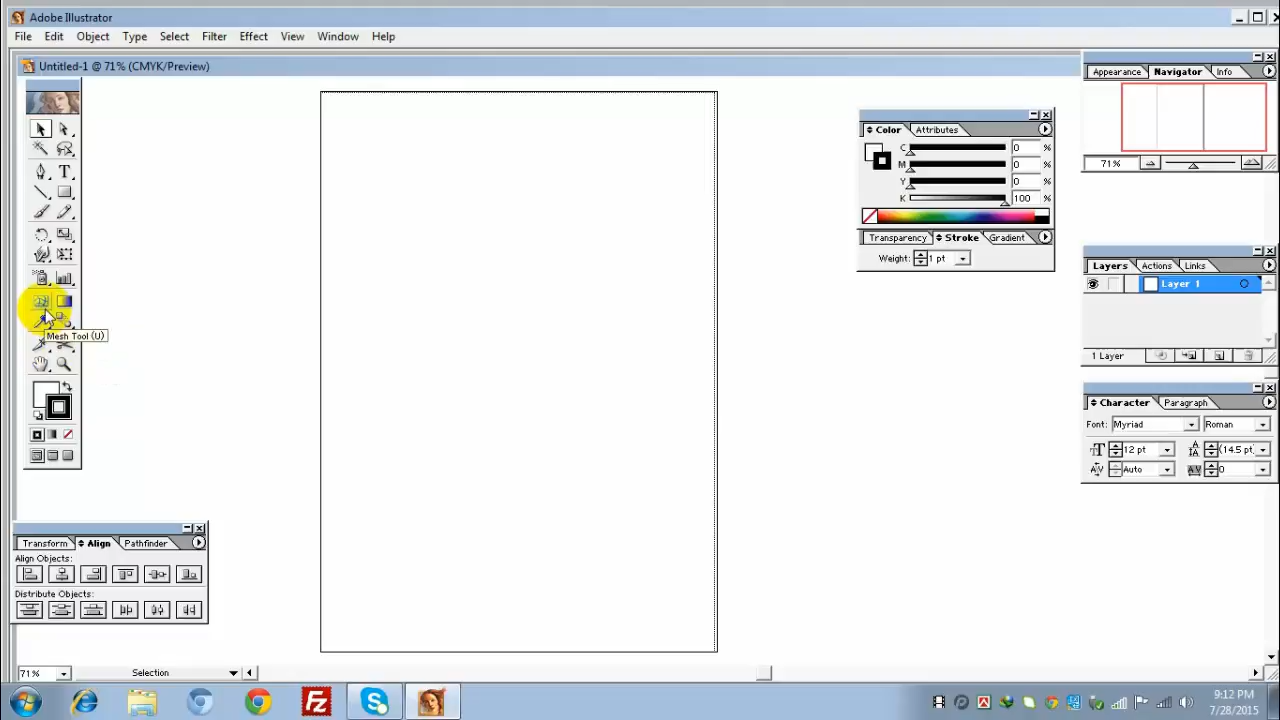 Adobe Illustrator
File Edit Object Type Select Filter Effect View Window Help
Untitled-1 @ 71% (CMYK/Preview)
Appearance Navigator Info
71%
Color Attributes
C 0 %
M 0 %
Y 0 %
K 100 %
Transparency Stroke Gradient
Weight: 1 pt
Layers Actions Links
Layer 1
1 Layer
Mesh Tool (U)
T
Character Paragraph
Font: Myriad Roman
12 pt (14.5 pt
Auto 0
Transform Align Pathfinder
Align Objects:
Distribute Objects:
71% Selection
9:12 PM
7/28/2015